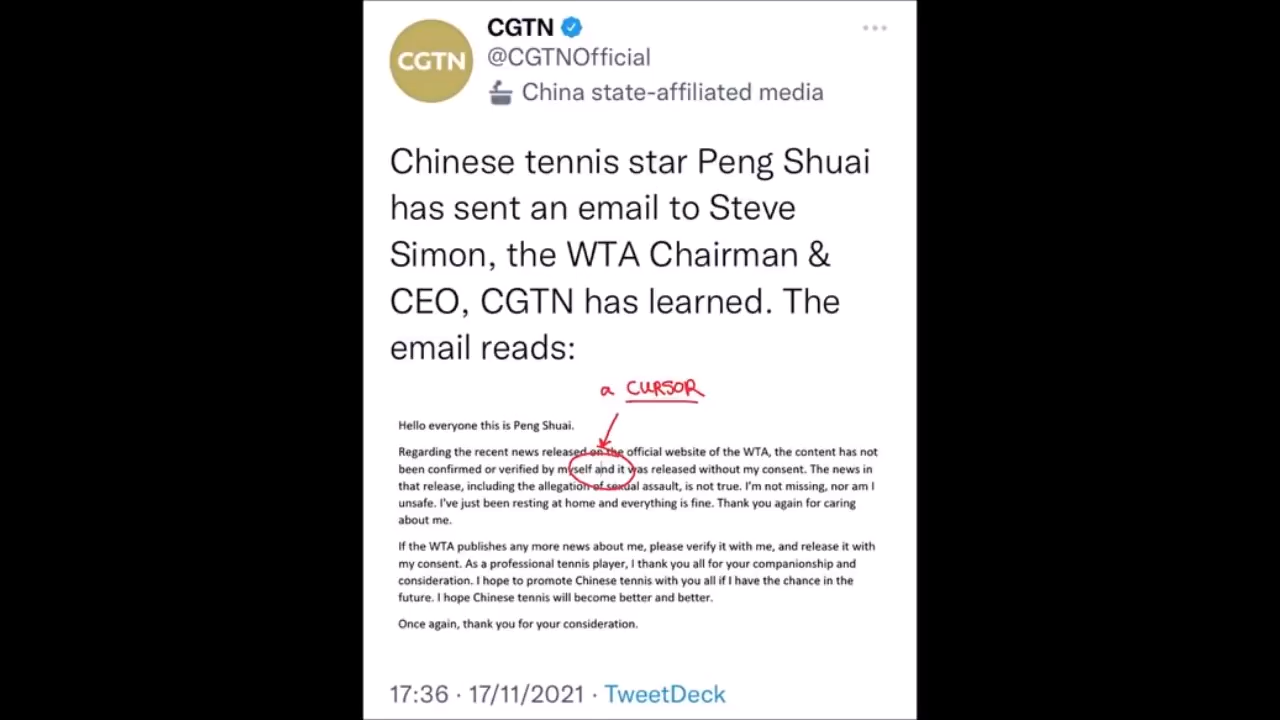 CGTN
CGTN
@CGTNOfficial
China state-affiliated media
Chinese tennis star Peng Shuai
has sent an email to Steve
Simon, the WTA Chairman &
CEO, CGTN has learned. The
email reads:
a CURSOR
Hello everyone this is Peng Shuai.
Regarding the recent news released on the official website of the WTA, the content has not
been confirmed or verified by myself and it was released without my consent. The news in
that release, including the allegation of sexual assault, is not true. I'm not missing, nor am I
unsafe. I've just been resting at home and everything is fine. Thank you again for caring
about me.
If the WTA publishes any more news about me, please verify it with me, and release it with
my consent. As a professional tennis player, I thank you all for your companionship and
consideration. I hope to promote Chinese tennis with you all if I have the chance in the
future. I hope Chinese tennis will become better and better.
Once again, thank you for your consideration.
17:36 · 17/11/2021 · TweetDeck